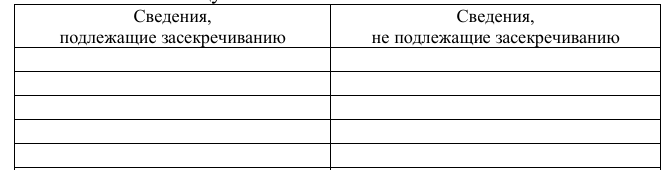 Сведения,
подлежащие засекречиванию
Сведения,
не подлежащие засекречиванию